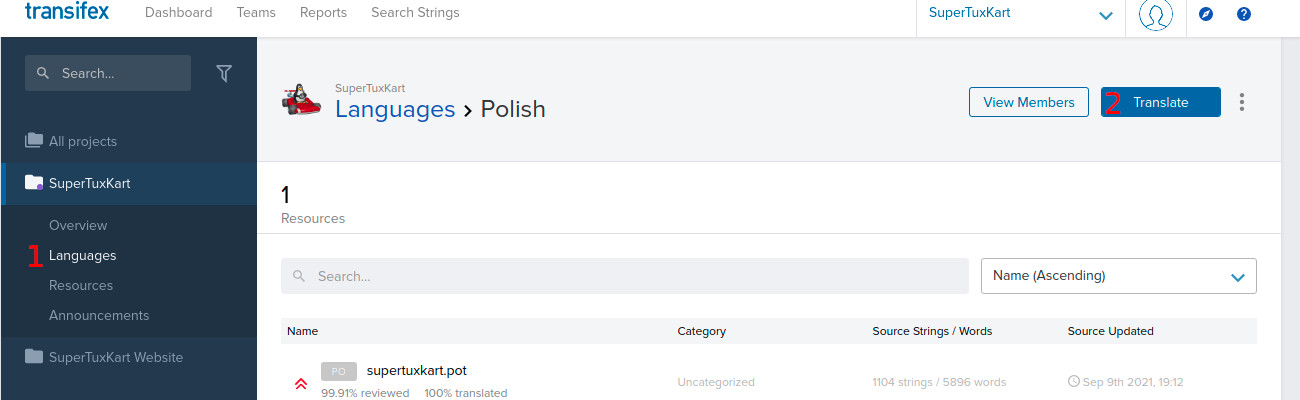 transifex Dashboard Teams Reports Search Strings SuperTuxKart
Search...
SuperTuxKart
Languages > Polish
View Members
2 Translate
All projects
SuperTuxKart
Overview
1 Languages
Resources
Announcements
SuperTuxKart Website
1
Resources
Search...
Name (Ascending)
Name Category Source Strings / Words Source Updated
PO supertuxkart.pot
99.91% reviewed 100% translated
Uncategorized
1104 strings / 5896 words
Sep 9th 2021, 19:12